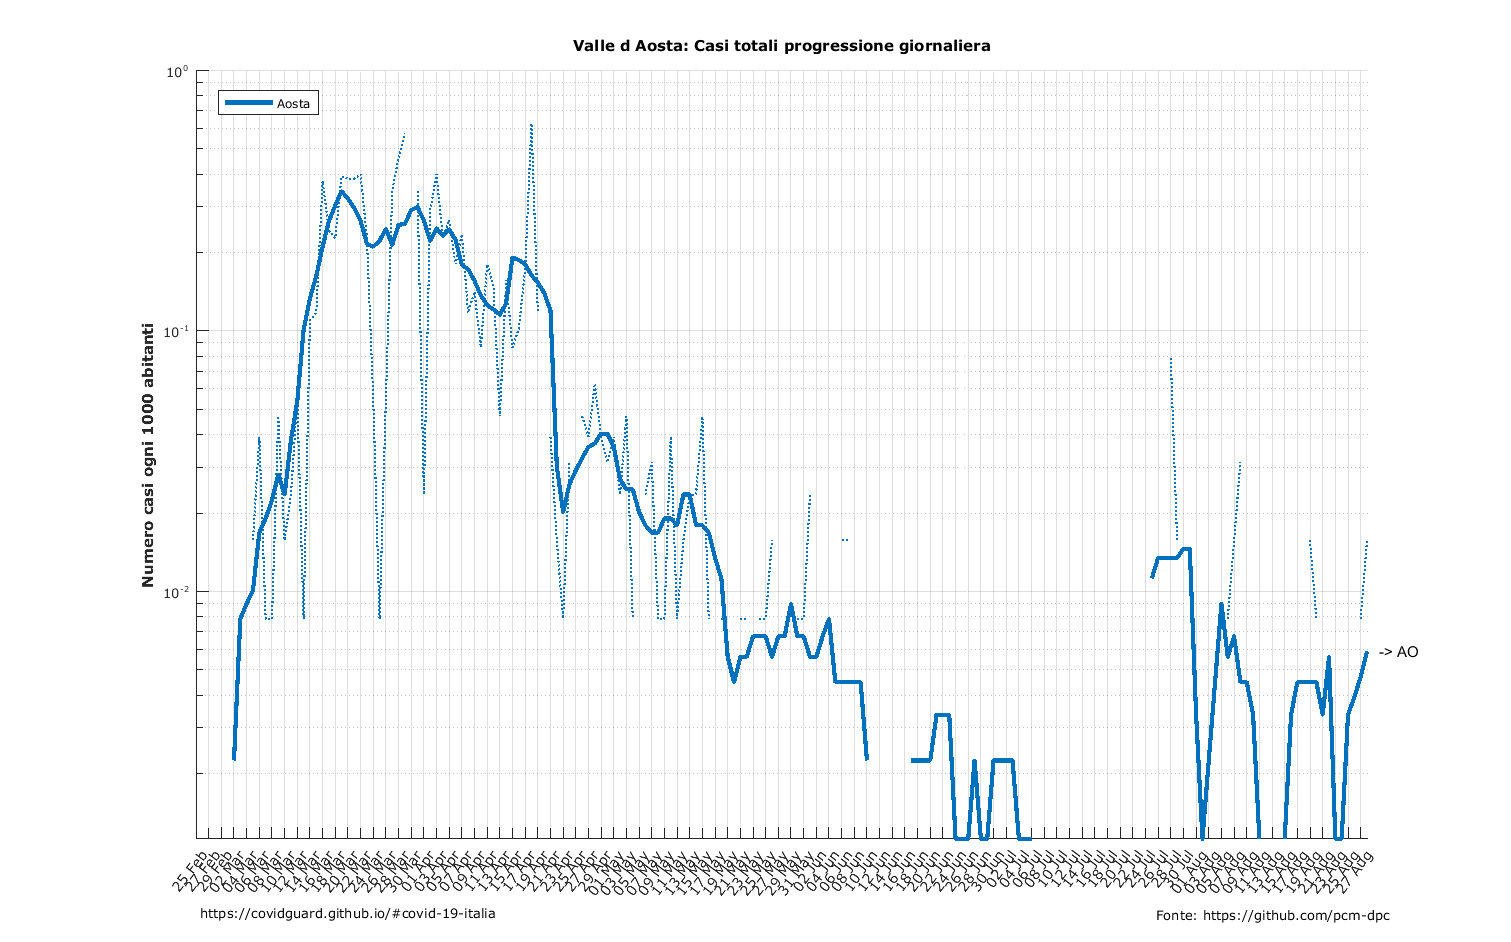 Valle d Aosta: Casi totali progressione giornaliera
10⁰
Aosta
Numero casi ogni 1000 abitanti
10⁻¹
10⁻²
-> AO
25 Feb
27 Feb
29 Feb
02 Mar
04 Mar
06 Mar
08 Mar
10 Mar
12 Mar
14 Mar
16 Mar
18 Mar
20 Mar
22 Mar
24 Mar
26 Mar
28 Mar
30 Mar
01 Apr
03 Apr
05 Apr
07 Apr
09 Apr
11 Apr
13 Apr
15 Apr
17 Apr
19 Apr
21 Apr
23 Apr
25 Apr
27 Apr
29 Apr
01 May
03 May
05 May
07 May
09 May
11 May
13 May
15 May
17 May
19 May
21 May
23 May
25 May
27 May
29 May
31 May
02 Jun
04 Jun
06 Jun
08 Jun
10 Jun
12 Jun
14 Jun
16 Jun
18 Jun
20 Jun
22 Jun
24 Jun
26 Jun
28 Jun
30 Jun
02 Jul
04 Jul
06 Jul
08 Jul
10 Jul
12 Jul
14 Jul
16 Jul
18 Jul
20 Jul
22 Jul
24 Jul
26 Jul
28 Jul
30 Jul
01 Aug
03 Aug
05 Aug
07 Aug
09 Aug
11 Aug
13 Aug
15 Aug
17 Aug
19 Aug
21 Aug
23 Aug
25 Aug
27 Aug
https://covidguard.github.io/#covid-19-italia
Fonte: https://github.com/pcm-dpc